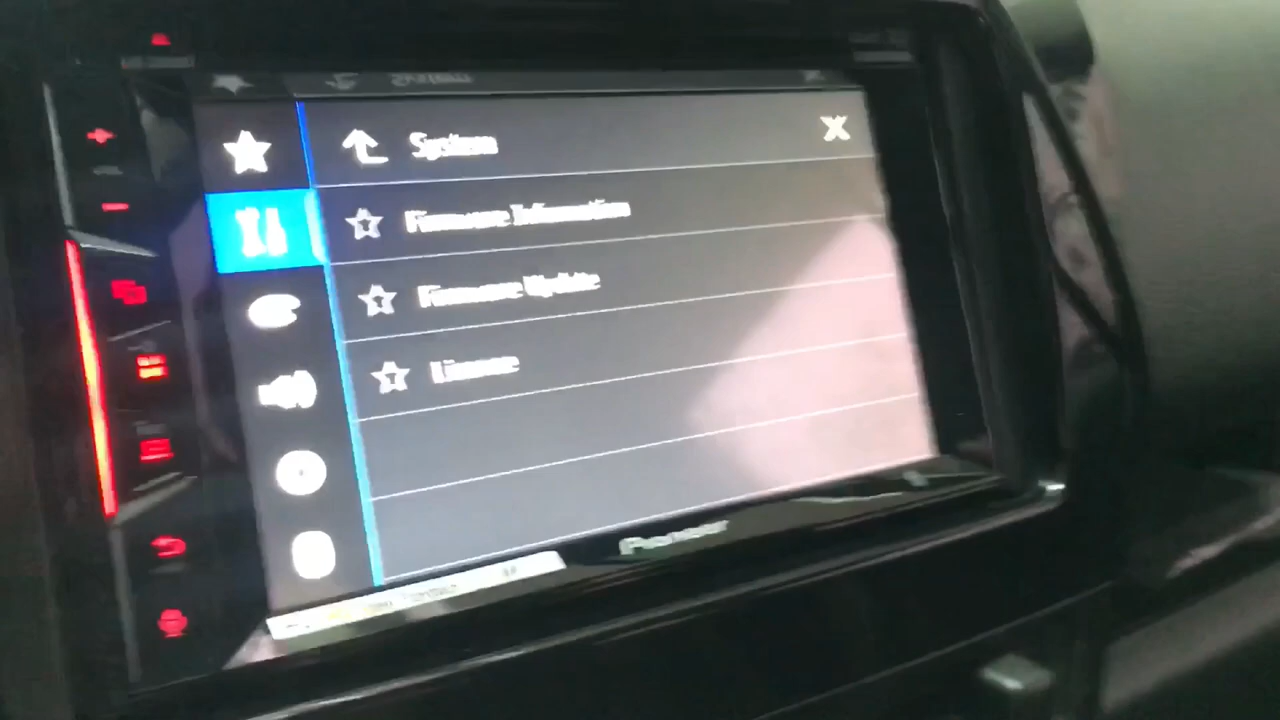 System
Firmware Information
Firmware Update
License
Pioneer